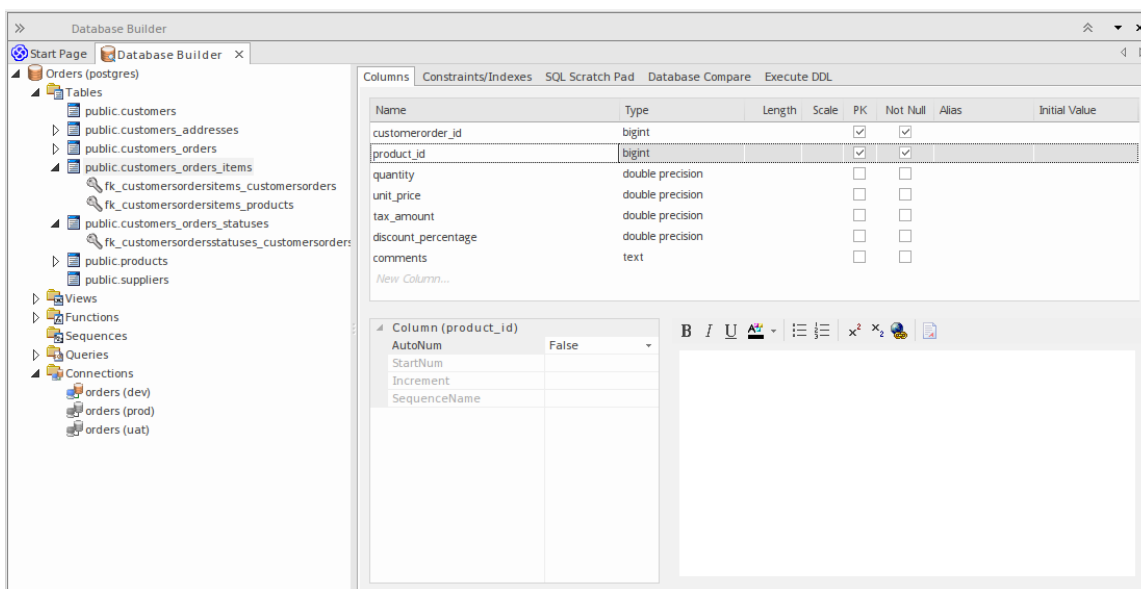 Database Builder
Start Page Database Builder
Orders (postgres)
Tables
public.customers
public.customers_addresses
public.customers_orders
public.customers_orders_items
fk_customersordersitems_customersorders
fk_customersordersitems_products
public.customers_orders_statuses
fk_customersordersstatuses_customersorders
public.products
public.suppliers
Views
Functions
Sequences
Queries
Connections
orders (dev)
orders (prod)
orders (uat)
Columns Constraints/Indexes SQL Scratch Pad Database Compare Execute DDL
Name Type Length Scale PK Not Null Alias Initial Value
customerorder_id bigint
product_id bigint
quantity double precision
unit_price double precision
tax_amount double precision
discount_percentage double precision
comments text
New Column...
Column (product_id)
AutoNum False
StartNum
Increment
SequenceName
B I U A x² x₂